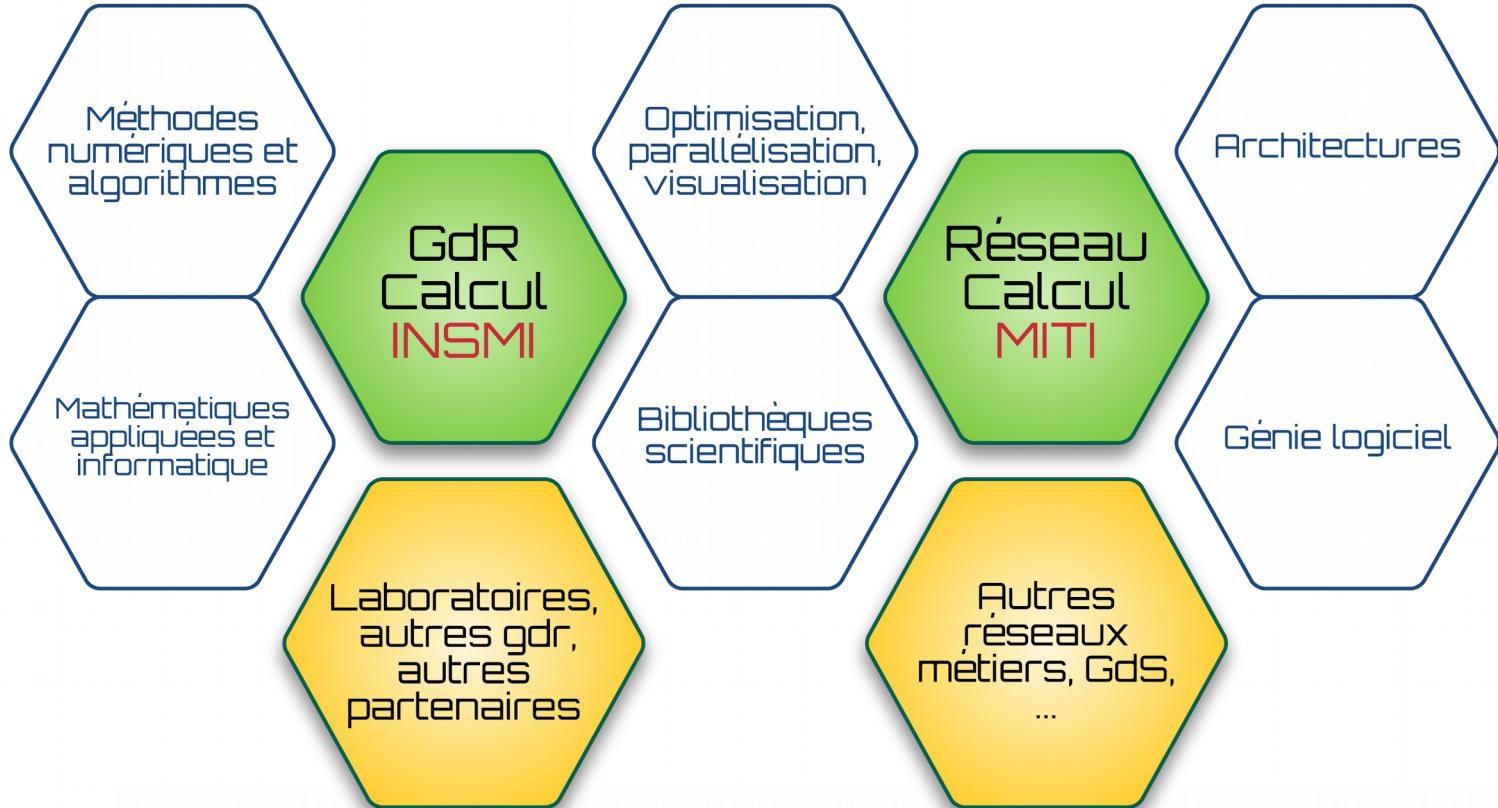 Méthodes
numériques et
algorithmes
Optimisation,
parallélisation,
visualisation
Architectures
GdR
Calcul
INSMI
Réseau
Calcul
MITI
Mathématiques
appliquées et
informatique
Bibliothèques
scientifiques
Génie logiciel
Laboratoires,
autres gdr,
autres
partenaires
Autres
réseaux
métiers, GdS,
...